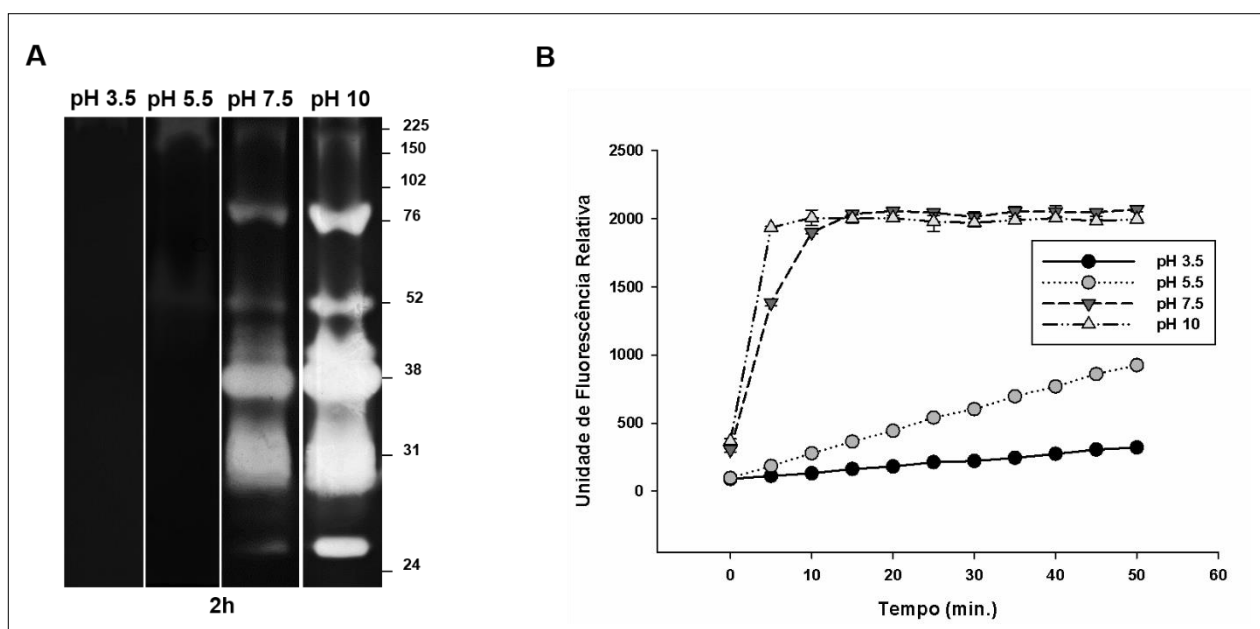 A
pH 3.5 pH 5.5 pH 7.5 pH 10
225
150
102
76
52
38
31
24
2h
B
Unidade de Fluorescência Relativa
2500
2000
1500
1000
500
0
pH 3.5
pH 5.5
pH 7.5
pH 10
0 10 20 30 40 50 60
Tempo (min.)